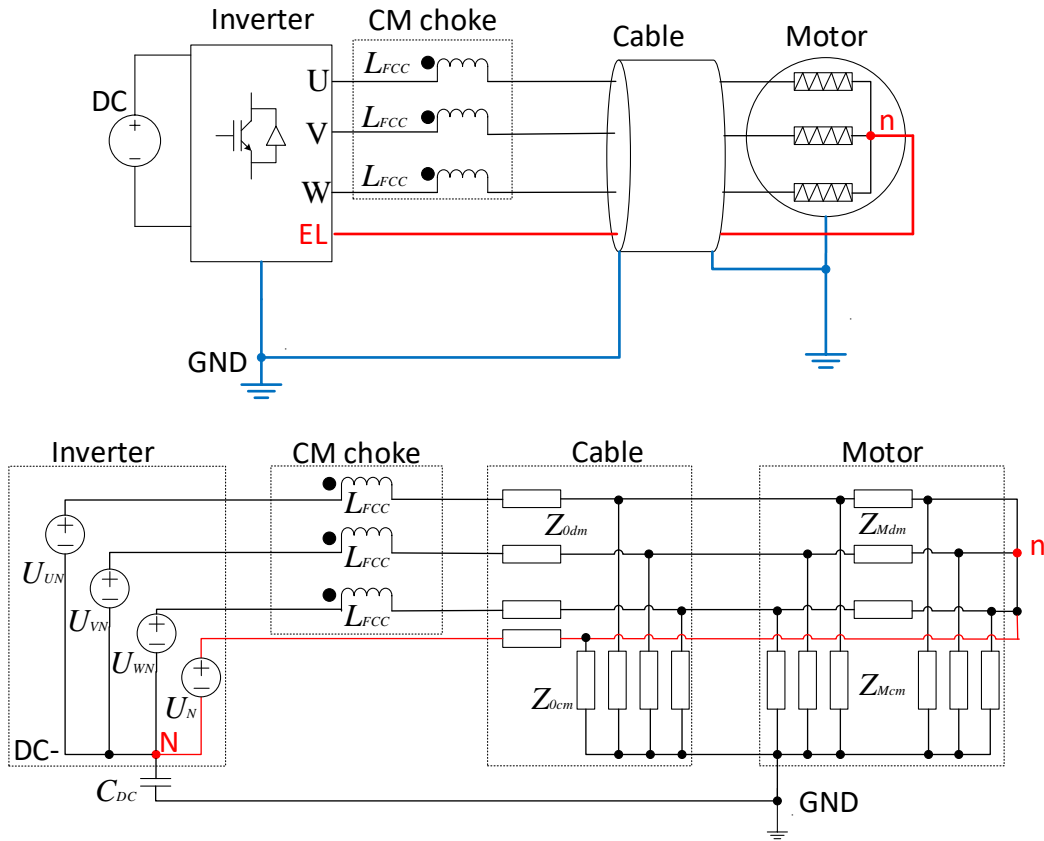 Inverter
CM choke
Cable
Motor
DC
U
LFCC
V
LFCC
W
LFCC
EL
n
GND
Inverter
CM choke
Cable
Motor
LFCC
LFCC
LFCC
Z0dm
ZMdm
n
UUN
UVN
UWN
UN
Z0cm
ZMcm
DC-
N
CDC
GND